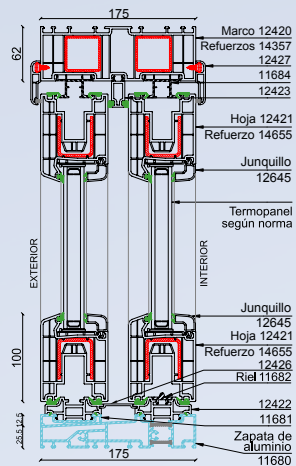 175
62
Marco 12420
Refuerzos 14357
12427
11684
12423
Hoja 12421
Refuerzo 14655
Junquillo
12645
Termopanel
según norma
EXTERIOR
INTERIOR
Junquillo
12645
Hoja 12421
Refuerzo 14655
12426
Riel 11682
100
12422
11681
25.5
12.5
Zapata de
aluminio
11680
175